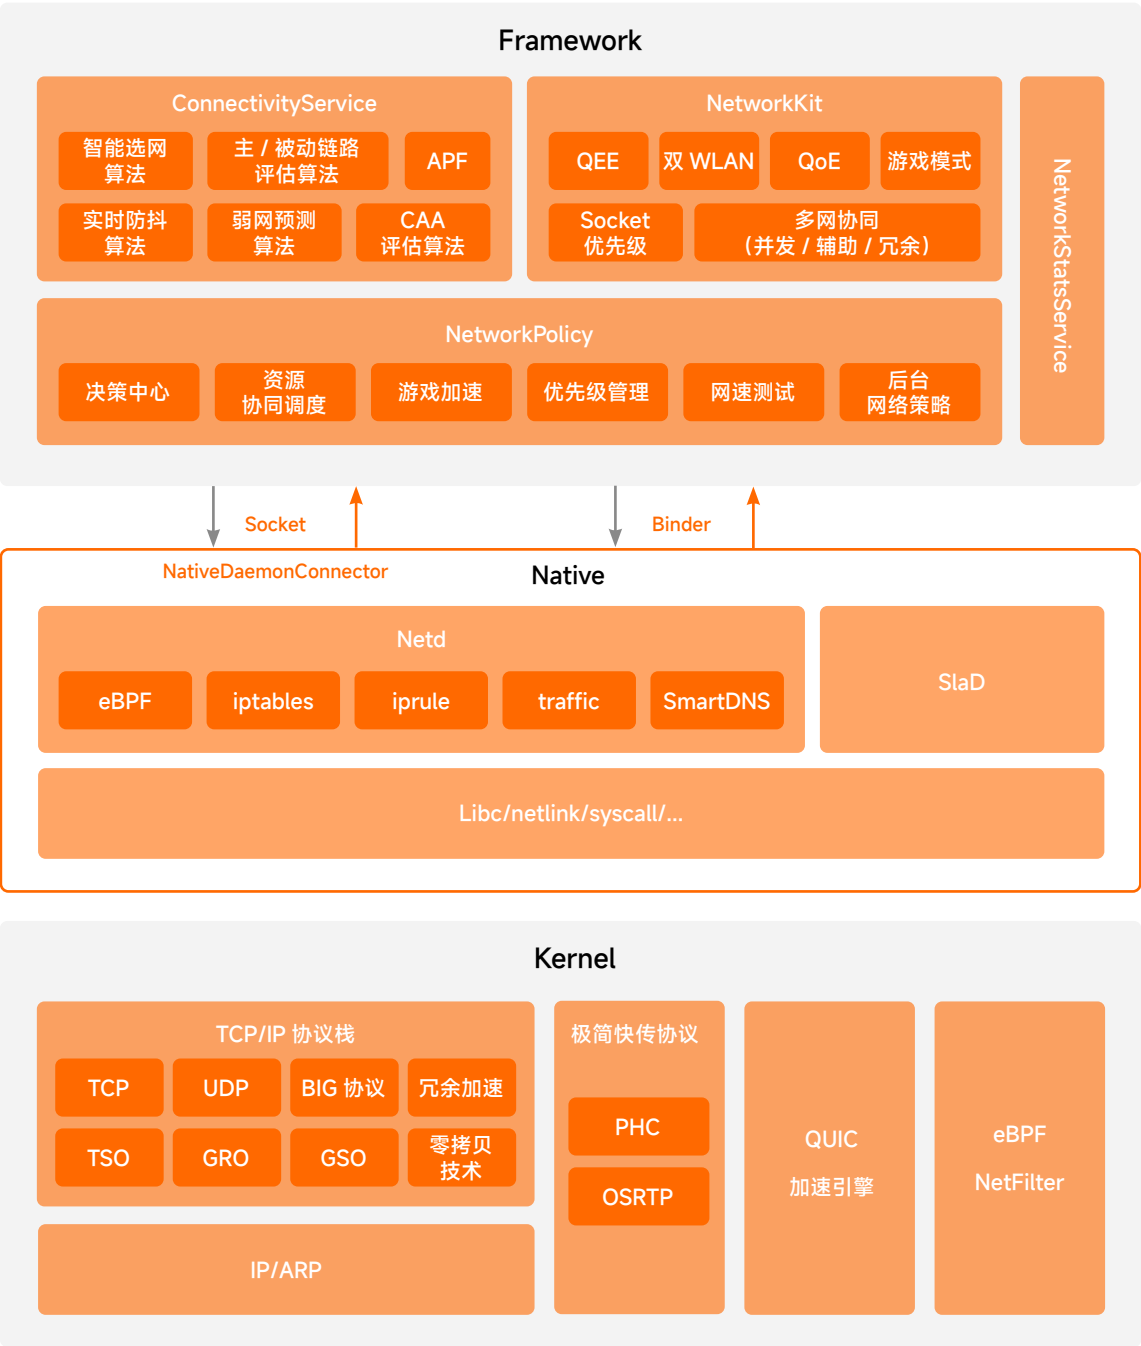 Framework
ConnectivityService
智能选网
算法
主 / 被动链路
评估算法
APF
实时防抖
算法
弱网预测
算法
CAA
评估算法
NetworkKit
QEE
双 WLAN
QoE
游戏模式
Socket
优先级
多网协同
（并发 / 辅助 / 冗余）
NetworkStatsService
NetworkPolicy
决策中心
资源
协同调度
游戏加速
优先级管理
网速测试
后台
网络策略
Socket
Binder
NativeDaemonConnector
Native
Netd
eBPF
iptables
iprule
traffic
SmartDNS
SlaD
Libc/netlink/syscall/...
Kernel
TCP/IP 协议栈
TCP
UDP
BIG 协议
冗余加速
TSO
GRO
GSO
零拷贝
技术
IP/ARP
极简快传协议
PHC
OSRTP
QUIC
加速引擎
eBPF
NetFilter